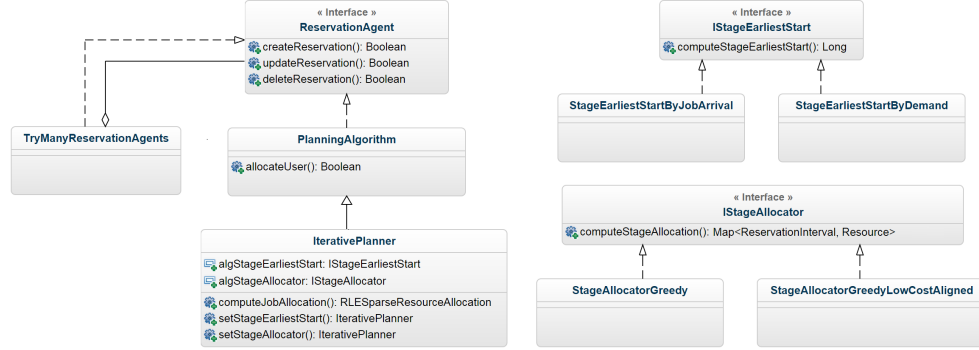 « Interface »
ReservationAgent
createReservation(): Boolean
updateReservation(): Boolean
deleteReservation(): Boolean
TryManyReservationAgents
PlanningAlgorithm
allocateUser(): Boolean
IterativePlanner
algStageEarliestStart: IStageEarliestStart
algStageAllocator: IStageAllocator
computeJobAllocation(): RLESparseResourceAllocation
setStageEarliestStart(): IterativePlanner
setStageAllocator(): IterativePlanner
« Interface »
IStageEarliestStart
computeStageEarliestStart(): Long
StageEarliestStartByJobArrival
StageEarliestStartByDemand
« Interface »
IStageAllocator
computeStageAllocation(): Map<ReservationInterval, Resource>
StageAllocatorGreedy
StageAllocatorGreedyLowCostAligned